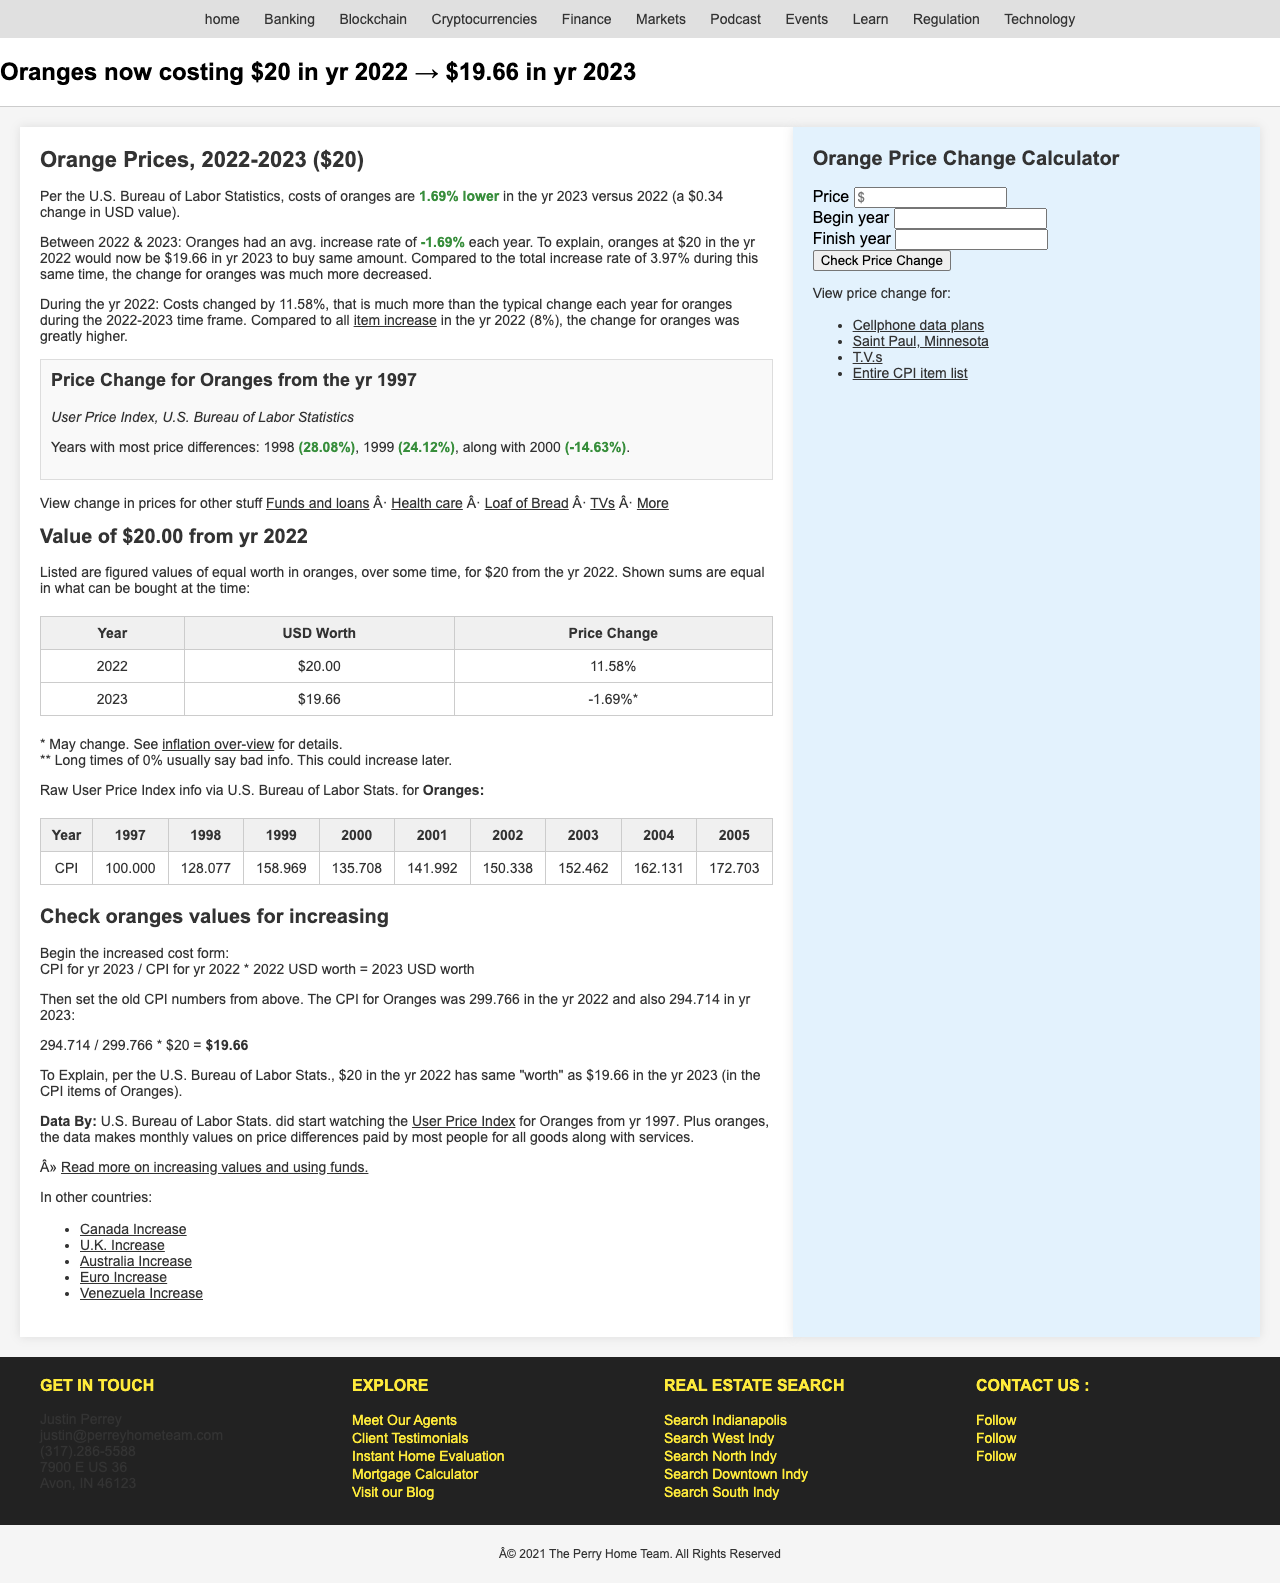 home Banking Blockchain Cryptocurrencies Finance Markets Podcast Events Learn Regulation Technology
Oranges now costing $20 in yr 2022 → $19.66 in yr 2023
Orange Prices, 2022-2023 ($20)
Per the U.S. Bureau of Labor Statistics, costs of oranges are 1.69% lower in the yr 2023 versus 2022 (a $0.34
change in USD value).
Between 2022 & 2023: Oranges had an avg. increase rate of -1.69% each year. To explain, oranges at $20 in the yr
2022 would now be $19.66 in yr 2023 to buy same amount. Compared to the total increase rate of 3.97% during this
same time, the change for oranges was much more decreased.
During the yr 2022: Costs changed by 11.58%, that is much more than the typical change each year for oranges
during the 2022-2023 time frame. Compared to all item increase in the yr 2022 (8%), the change for oranges was
greatly higher.
Price Change for Oranges from the yr 1997
User Price Index, U.S. Bureau of Labor Statistics
Years with most price differences: 1998 (28.08%), 1999 (24.12%), along with 2000 (-14.63%).
View change in prices for other stuff Funds and loans Â· Health care Â· Loaf of Bread Â· TVs Â· More
Value of $20.00 from yr 2022
Listed are figured values of equal worth in oranges, over some time, for $20 from the yr 2022. Shown sums are equal
in what can be bought at the time:
Year USD Worth Price Change
2022 $20.00 11.58%
2023 $19.66 -1.69%*
* May change. See inflation over-view for details.
** Long times of 0% usually say bad info. This could increase later.
Raw User Price Index info via U.S. Bureau of Labor Stats. for Oranges:
Year 1997 1998 1999 2000 2001 2002 2003 2004 2005
CPI 100.000 128.077 158.969 135.708 141.992 150.338 152.462 162.131 172.703
Check oranges values for increasing
Begin the increased cost form:
CPI for yr 2023 / CPI for yr 2022 * 2022 USD worth = 2023 USD worth
Then set the old CPI numbers from above. The CPI for Oranges was 299.766 in the yr 2022 and also 294.714 in yr
2023:
294.714 / 299.766 * $20 = $19.66
To Explain, per the U.S. Bureau of Labor Stats., $20 in the yr 2022 has same "worth" as $19.66 in the yr 2023 (in the
CPI items of Oranges).
Data By: U.S. Bureau of Labor Stats. did start watching the User Price Index for Oranges from yr 1997. Plus oranges,
the data makes monthly values on price differences paid by most people for all goods along with services.
Â» Read more on increasing values and using funds.
In other countries:
• Canada Increase
• U.K. Increase
• Australia Increase
• Euro Increase
• Venezuela Increase
Orange Price Change Calculator
Price $
Begin year
Finish year
Check Price Change
View price change for:
• Cellphone data plans
• Saint Paul, Minnesota
• T.V.s
• Entire CPI item list
GET IN TOUCH
Justin Perrey
justin@perreyhometeam.com
(317).286-5588
7900 E US 36
Avon, IN 46123
EXPLORE
Meet Our Agents
Client Testimonials
Instant Home Evaluation
Mortgage Calculator
Visit our Blog
REAL ESTATE SEARCH
Search Indianapolis
Search West Indy
Search North Indy
Search Downtown Indy
Search South Indy
CONTACT US :
Follow
Follow
Follow
Â© 2021 The Perry Home Team. All Rights Reserved